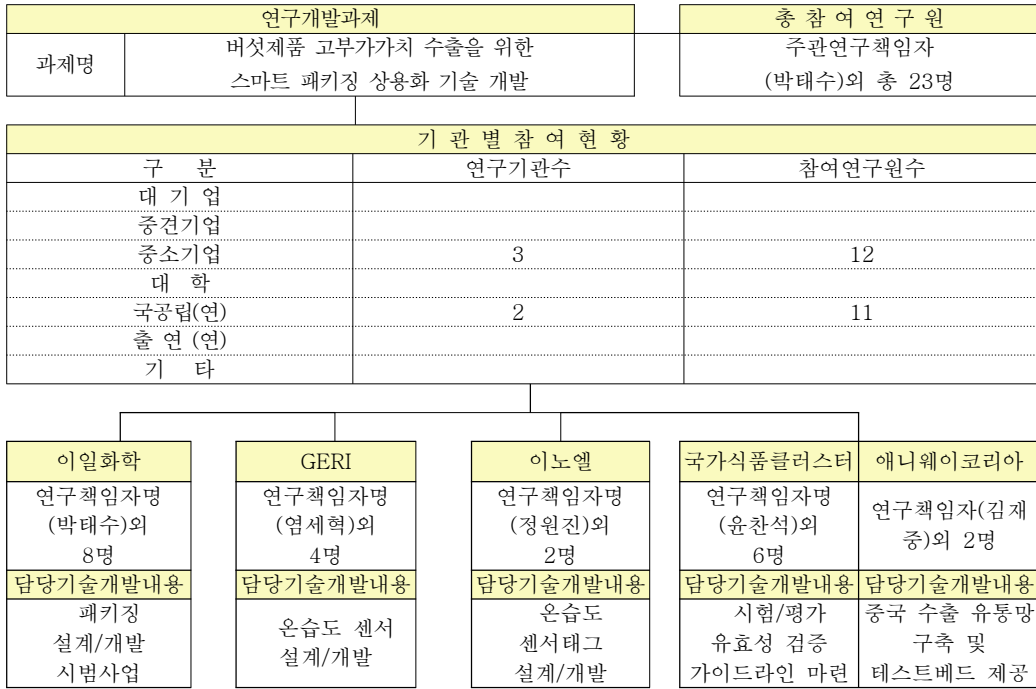 연구개발과제
총 참 여 연 구 원
과제명
버섯제품 고부가가치 수출을 위한
스마트 패키징 상용화 기술 개발
주관연구책임자
(박태수)외 총 23명
기 관 별 참 여 현 황
구 분 연구기관수 참여연구원수
대 기 업
중견기업
중소기업 3 12
대 학
국공립(연) 2 11
출 연 (연)
기 타
이일화학
연구책임자명
(박태수)외
8명
담당기술개발내용
패키징
설계/개발
시범사업
GERI
연구책임자명
(염세혁)외
4명
담당기술개발내용
온습도 센서
설계/개발
이노엘
연구책임자명
(정원진)외
2명
담당기술개발내용
온습도
센서태그
설계/개발
국가식품클러스터
연구책임자명
(윤찬석)외
6명
담당기술개발내용
시험/평가
유효성 검증
가이드라인 마련
애니웨이코리아
연구책임자(김재
중)외 2명
담당기술개발내용
중국 수출 유통망
구축 및
테스트베드 제공